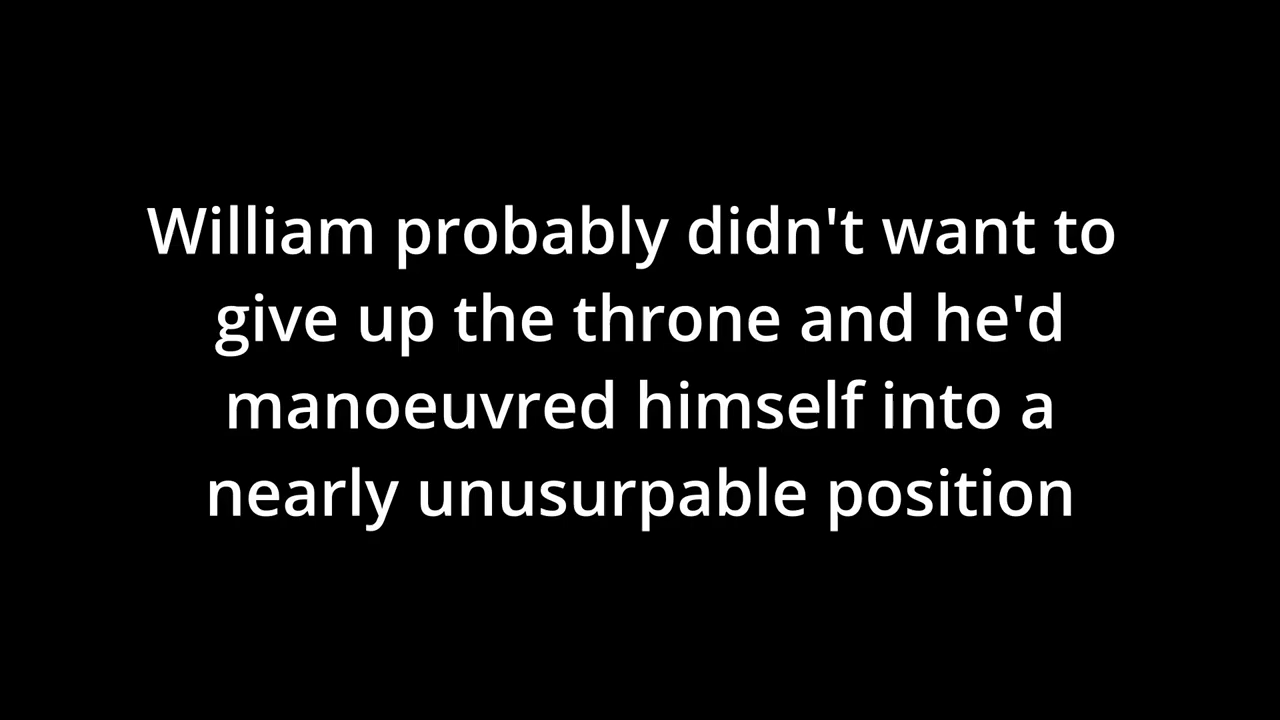 William probably didn't want to
give up the throne and he'd
manoeuvred himself into a
nearly unusurpable position